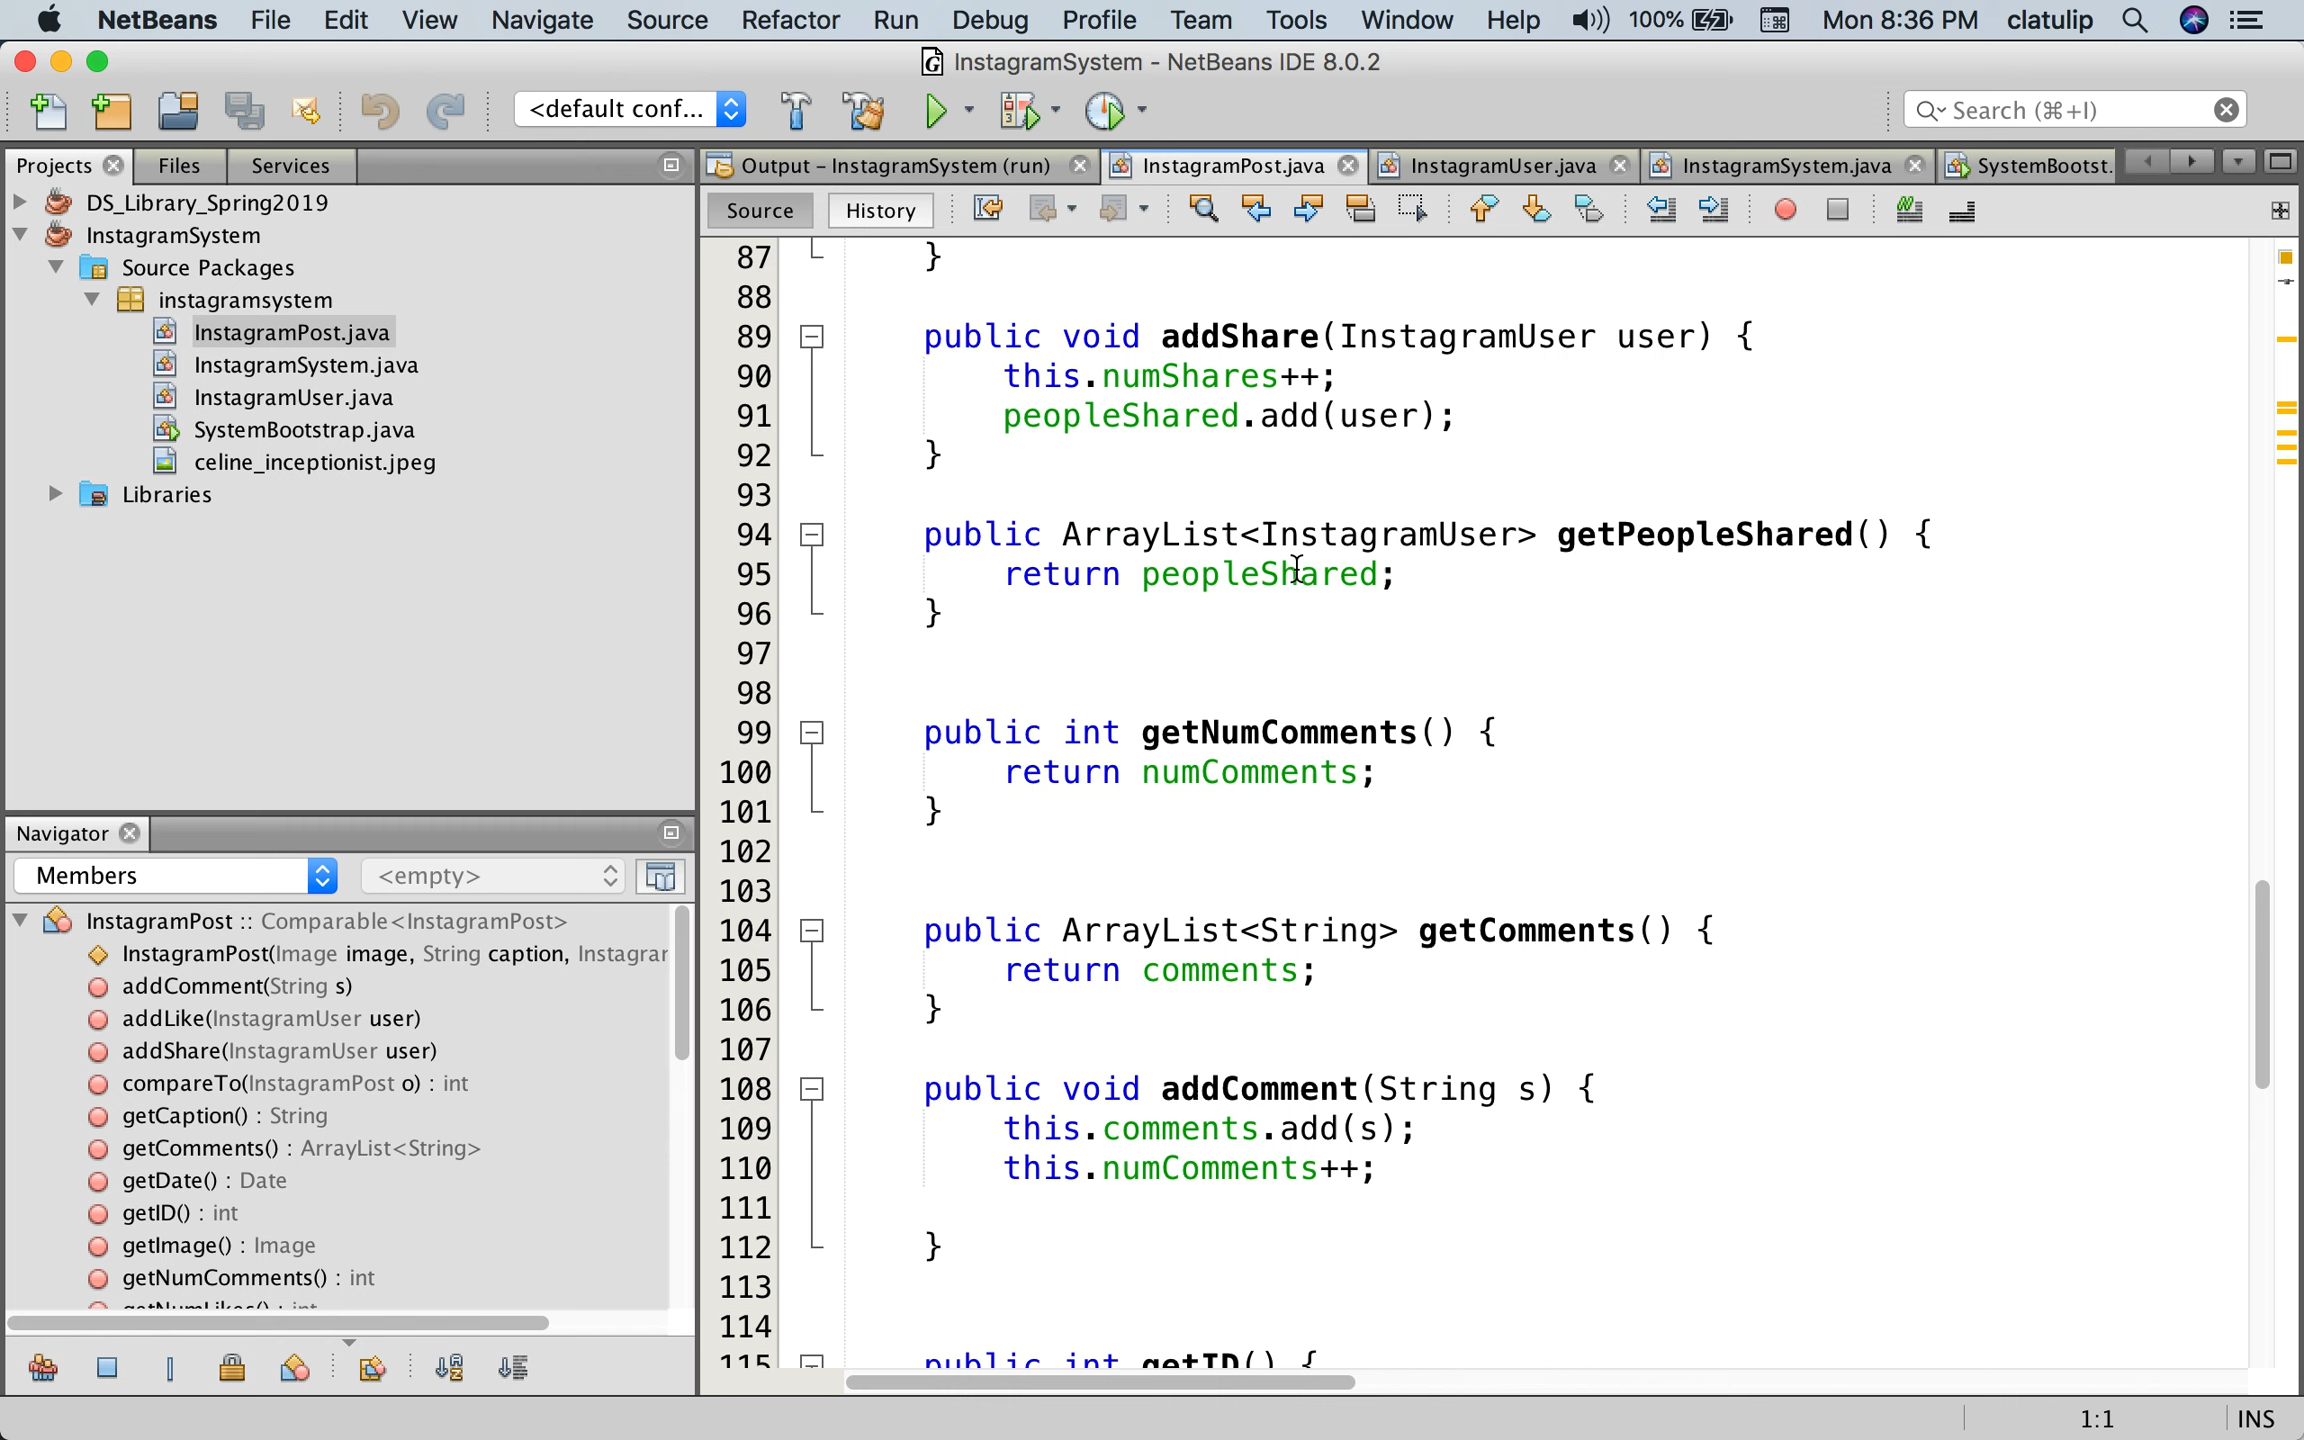 NetBeans File Edit View Navigate Source Refactor Run Debug Profile Team Tools Window Help 100% Mon 8:36 PM clatulip
InstagramSystem - NetBeans IDE 8.0.2
<default conf... Search (⌘+I)
Projects Files Services
DS_Library_Spring2019
InstagramSystem
Source Packages
instagramsystem
InstagramPost.java
InstagramSystem.java
InstagramUser.java
SystemBootstrap.java
celine_inceptionist.jpeg
Libraries
Navigator
Members <empty>
InstagramPost :: Comparable<InstagramPost>
InstagramPost(Image image, String caption, Instagrar
addComment(String s)
addLike(InstagramUser user)
addShare(InstagramUser user)
compareTo(InstagramPost o) : int
getCaption() : String
getComments() : ArrayList<String>
getDate() : Date
getID() : int
getImage() : Image
getNumComments() : int
getNumLikes() : int
Output – InstagramSystem (run) InstagramPost.java InstagramUser.java InstagramSystem.java SystemBootst.
Source History
87 }
88
89 public void addShare(InstagramUser user) {
90 this.numShares++;
91 peopleShared.add(user);
92 }
93
94 public ArrayList<InstagramUser> getPeopleShared() {
95 return peopleShared;
96 }
97
98
99 public int getNumComments() {
100 return numComments;
101 }
102
103
104 public ArrayList<String> getComments() {
105 return comments;
106 }
107
108 public void addComment(String s) {
109 this.comments.add(s);
110 this.numComments++;
111
112 }
113
114
115 public int getID() {
1:1 INS